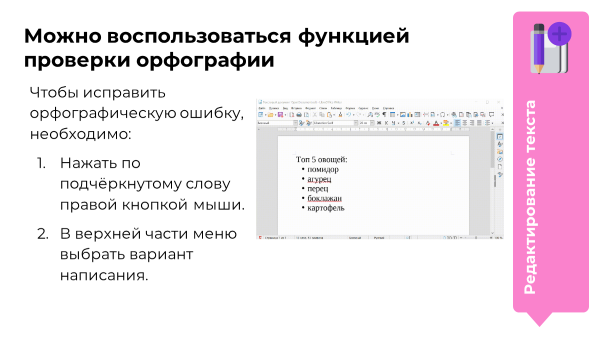 Можно воспользоваться функцией
проверки орфографии
Чтобы исправить
орфографическую ошибку,
необходимо:
1. Нажать по
подчёркнутому слову
правой кнопкой мыши.
2. В верхней части меню
выбрать вариант
написания.
Топ 5 овощей:
• помидор
• агурец
• перец
• боклажан
• картофель
Редактирование текста